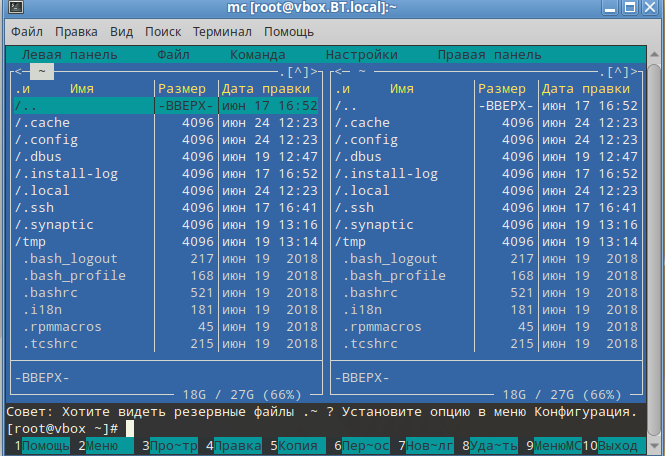 mc [root@vbox.BT.local]:~
Файл Правка Вид Поиск Терминал Помощь
Левая панель Файл Команда Настройки Правая панель
<─ ~ ─.[^]> <─ ~ ─.[^]>
.и Имя Размер Дата правки .и Имя Размер Дата правки
/.. -ВВЕРХ- июн 17 16:52 /.. -ВВЕРХ- июн 17 16:52
/.cache 4096 июн 24 12:23 /.cache 4096 июн 24 12:23
/.config 4096 июн 24 12:23 /.config 4096 июн 24 12:23
/.dbus 4096 июн 19 12:47 /.dbus 4096 июн 19 12:47
/.install-log 4096 июн 17 16:52 /.install-log 4096 июн 17 16:52
/.local 4096 июн 24 12:23 /.local 4096 июн 24 12:23
/.ssh 4096 июн 17 16:41 /.ssh 4096 июн 17 16:41
/.synaptic 4096 июн 19 13:16 /.synaptic 4096 июн 19 13:16
/tmp 4096 июн 19 13:14 /tmp 4096 июн 19 13:14
.bash_logout 217 июн 19 2018 .bash_logout 217 июн 19 2018
.bash_profile 168 июн 19 2018 .bash_profile 168 июн 19 2018
.bashrc 521 июн 19 2018 .bashrc 521 июн 19 2018
.i18n 181 июн 19 2018 .i18n 181 июн 19 2018
.rpmmacros 45 июн 19 2018 .rpmmacros 45 июн 19 2018
.tcshrc 215 июн 19 2018 .tcshrc 215 июн 19 2018
-ВВЕРХ- -ВВЕРХ-
18G / 27G (66%) 18G / 27G (66%)
Совет: Хотите видеть резервные файлы .~ ? Установите опцию в меню Конфигурация.
[root@vbox ~]#
1Помощь 2Меню 3Про~тр 4Правка 5Копия 6Пер~ос 7Нов~лг 8Уда~ть 9МенюМС 10Выход